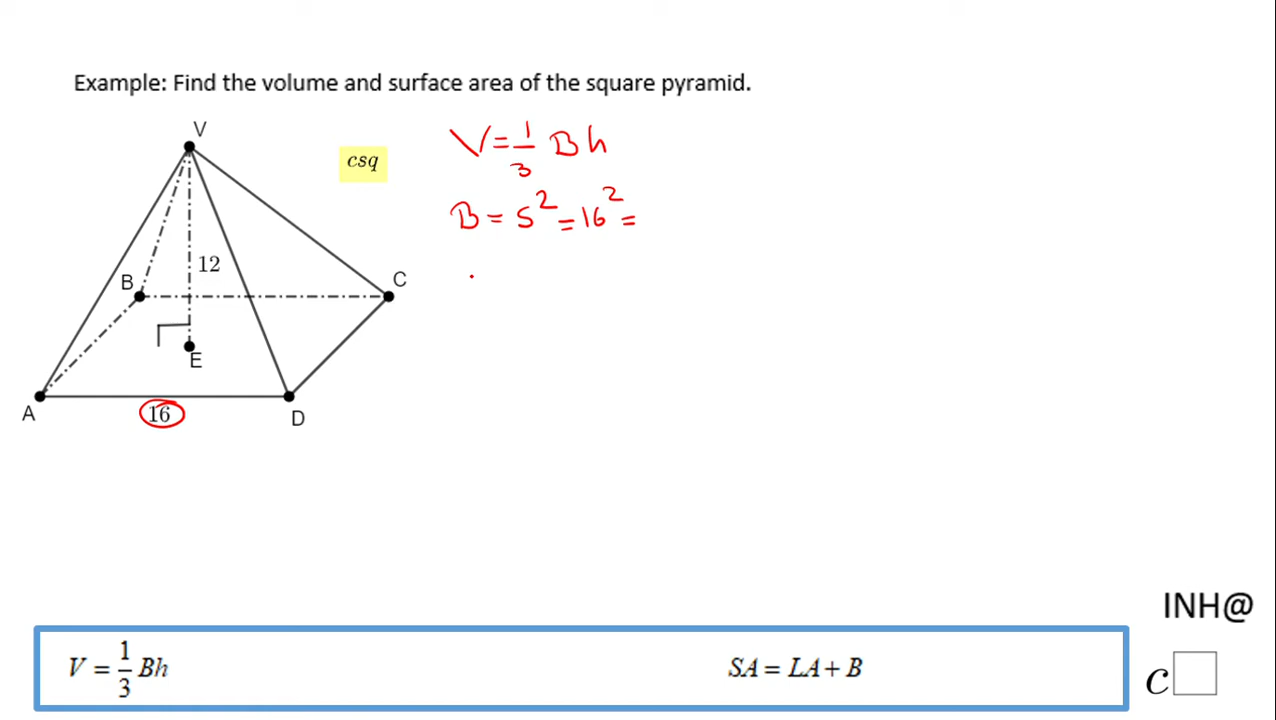 Example: Find the volume and surface area of the square pyramid.
V
csq
V = 1/3 Bh
B = s² = 16² =
12
B
C
E
A
16
D
INH@
V = 1/3 Bh
SA = LA + B
c